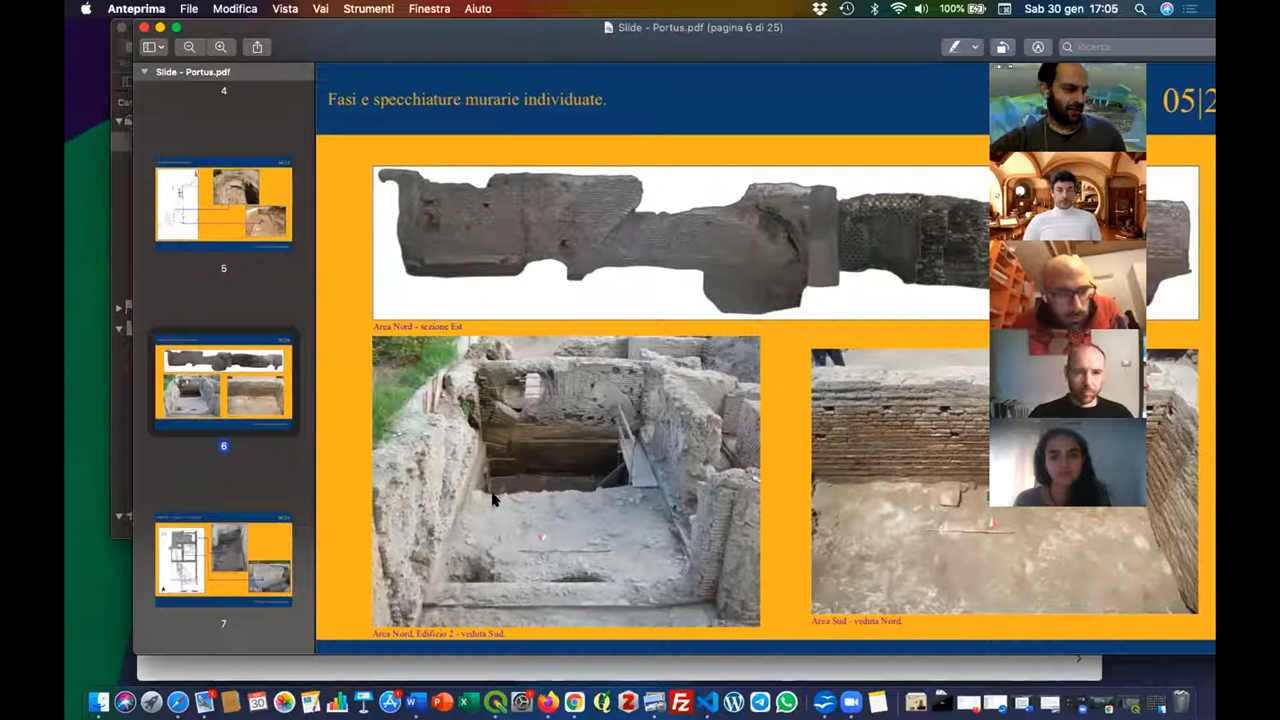 Anteprima File Modifica Vista Vai Strumenti Finestra Aiuto 100% Sab 30 gen 17:05
Slide - Portus.pdf (pagina 6 di 25)
Ricerca
Slide - Portus.pdf
4
5
6
7
Fasi e specchiature murarie individuate.
05|2
Area Nord - sezione Est
Area Nord, Edificio 2 - veduta Sud.
Area Sud - veduta Nord.